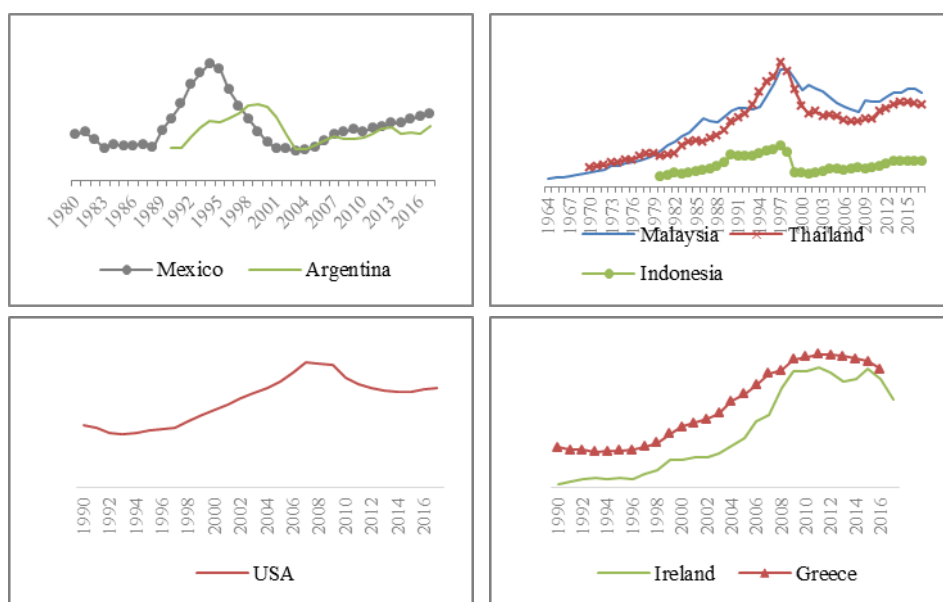 1980 1983 1986 1989 1992 1995 1998 2001 2004 2007 2010 2013 2016
Mexico Argentina
1964 1967 1970 1973 1976 1979 1982 1985 1988 1991 1994 1997 2000 2003 2006 2009 2012 2015
Malaysia Thailand
Indonesia
1990 1992 1994 1996 1998 2000 2002 2004 2006 2008 2010 2012 2014 2016
USA
1990 1992 1994 1996 1998 2000 2002 2004 2006 2008 2010 2012 2014 2016
Ireland Greece